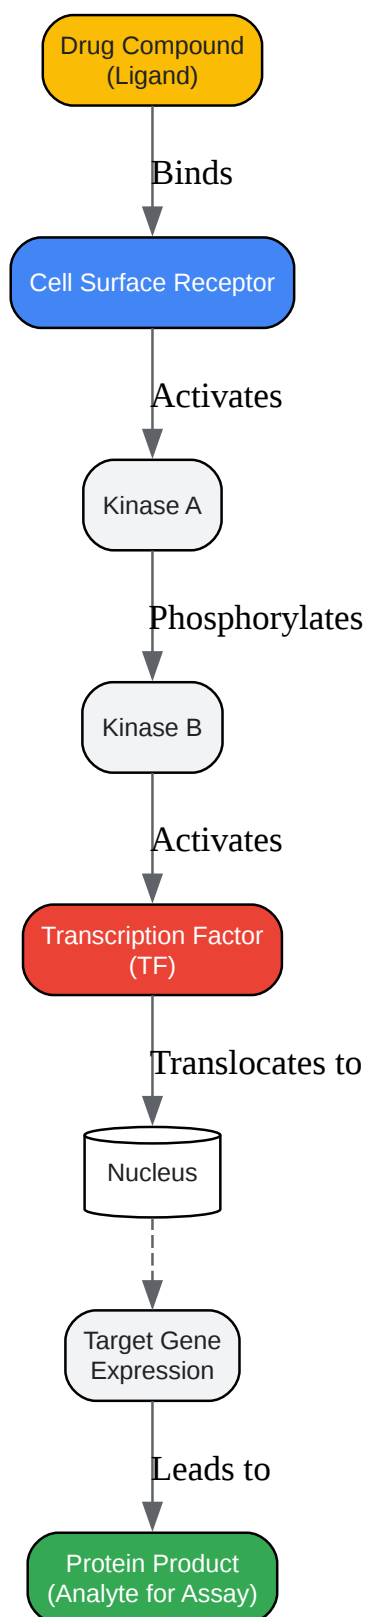 Drug Compound
(Ligand)
Binds
Cell Surface Receptor
Activates
Kinase A
Phosphorylates
Kinase B
Activates
Transcription Factor
(TF)
Translocates to
Nucleus
Target Gene
Expression
Leads to
Protein Product
(Analyte for Assay)